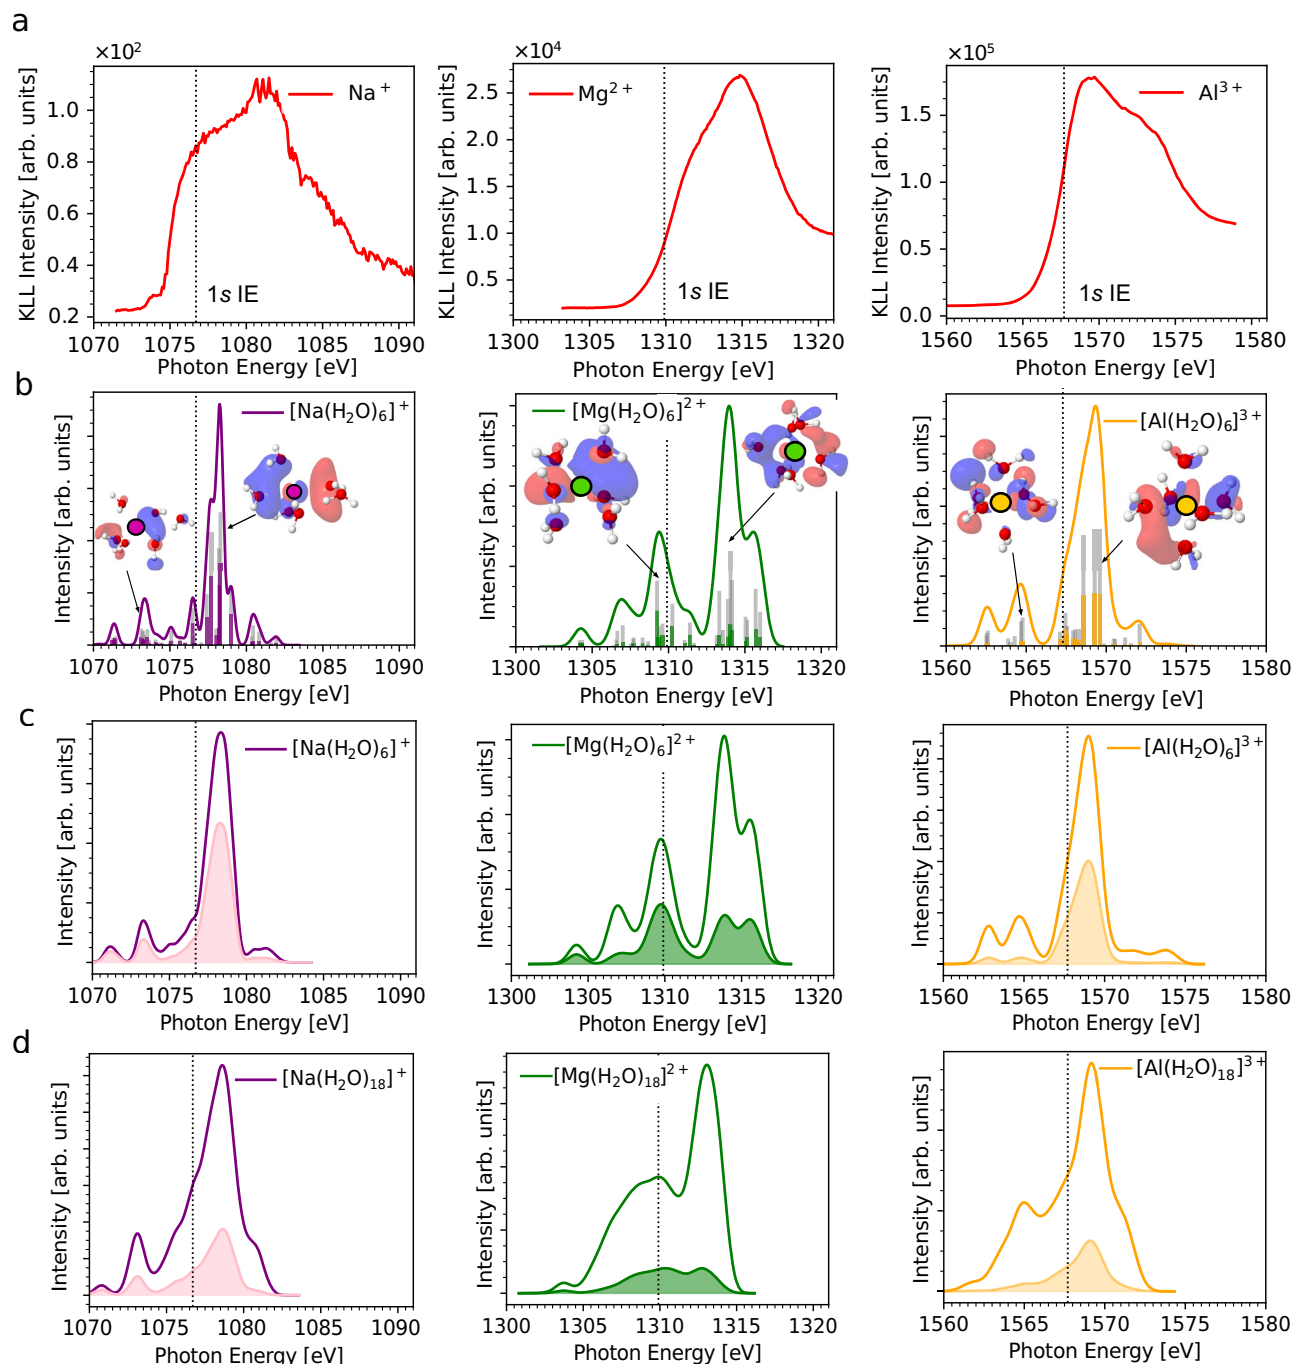 a
×10²
KLL Intensity [arb. units]
1.0
0.8
0.6
0.4
0.2
Na⁺
1s IE
1070 1075 1080 1085 1090
Photon Energy [eV]
×10⁴
KLL Intensity [arb. units]
2.5
2.0
1.5
1.0
0.5
Mg²⁺
1s IE
1300 1305 1310 1315 1320
Photon Energy [eV]
×10⁵
KLL Intensity [arb. units]
1.5
1.0
0.5
0.0
Al³⁺
1s IE
1560 1565 1570 1575 1580
Photon Energy [eV]
b
Intensity [arb. units]
[Na(H₂O)₆]⁺
1070 1075 1080 1085 1090
Photon Energy [eV]
Intensity [arb. units]
[Mg(H₂O)₆]²⁺
1300 1305 1310 1315 1320
Photon Energy [eV]
Intensity [arb. units]
[Al(H₂O)₆]³⁺
1560 1565 1570 1575 1580
Photon Energy [eV]
c
Intensity [arb. units]
[Na(H₂O)₆]⁺
1070 1075 1080 1085 1090
Photon Energy [eV]
Intensity [arb. units]
[Mg(H₂O)₆]²⁺
1300 1305 1310 1315 1320
Photon Energy [eV]
Intensity [arb. units]
[Al(H₂O)₆]³⁺
1560 1565 1570 1575 1580
Photon Energy [eV]
d
Intensity [arb. units]
[Na(H₂O)₁₈]⁺
1070 1075 1080 1085 1090
Photon Energy [eV]
Intensity [arb. units]
[Mg(H₂O)₁₈]²⁺
1300 1305 1310 1315 1320
Photon Energy [eV]
Intensity [arb. units]
[Al(H₂O)₁₈]³⁺
1560 1565 1570 1575 1580
Photon Energy [eV]